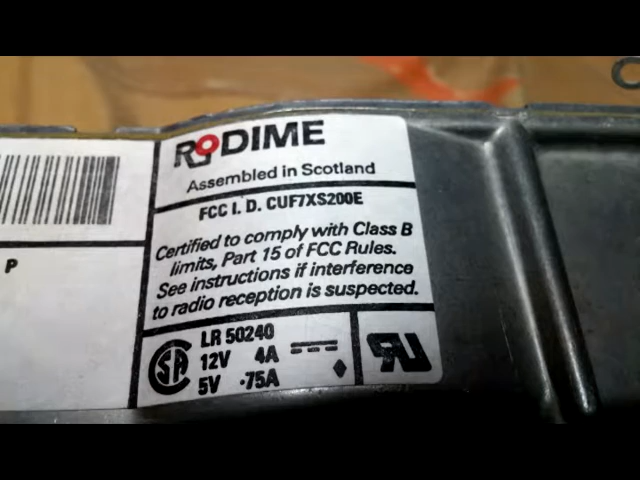 RODIME
Assembled in Scotland
FCC I. D. CUF7XS200E
Certified to comply with Class B
limits, Part 15 of FCC Rules.
See instructions if interference
to radio reception is suspected.
P
LR 50240
12V 4A
5V ·75A